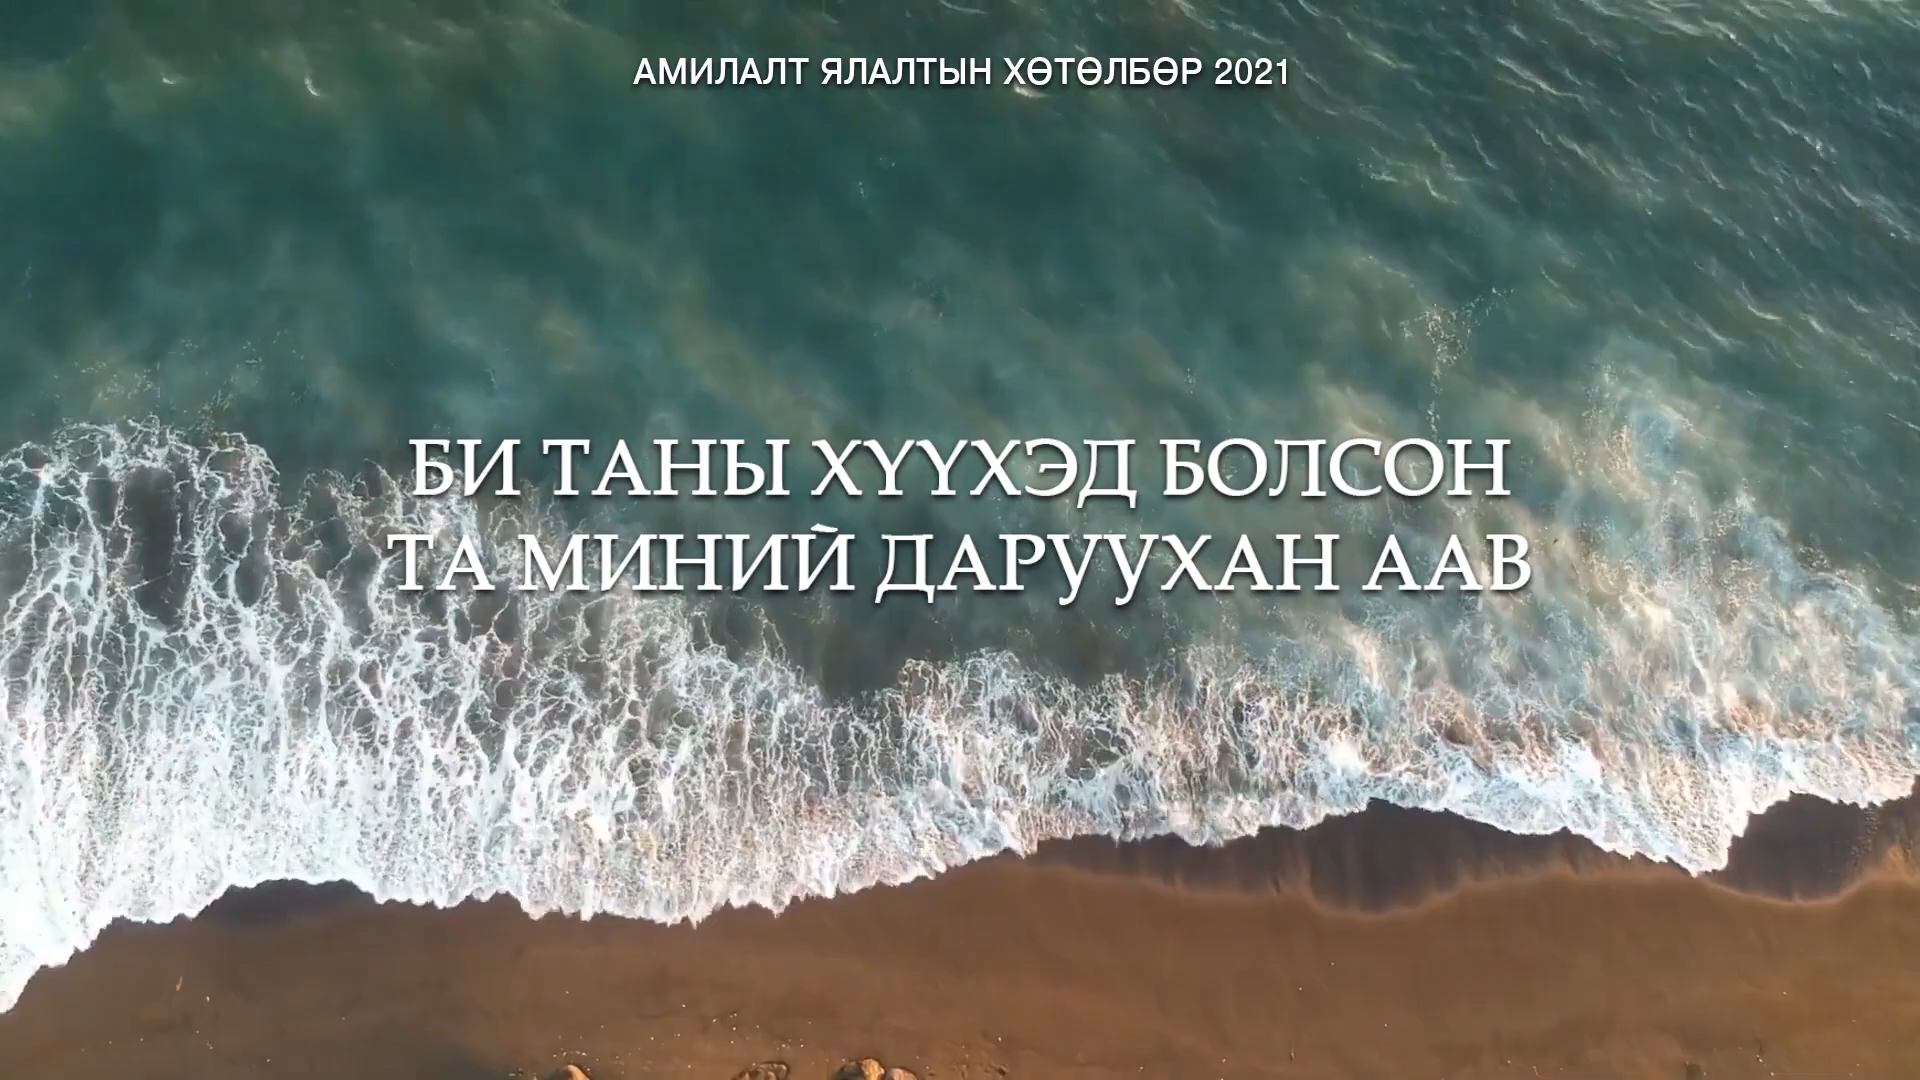 АМИЛАЛТ ЯЛАЛТЫН ХӨТӨЛБӨР 2021
БИ ТАНЫ ХҮҮХЭД БОЛСОН
ТА МИНИЙ ДАРУУХАН ААВ